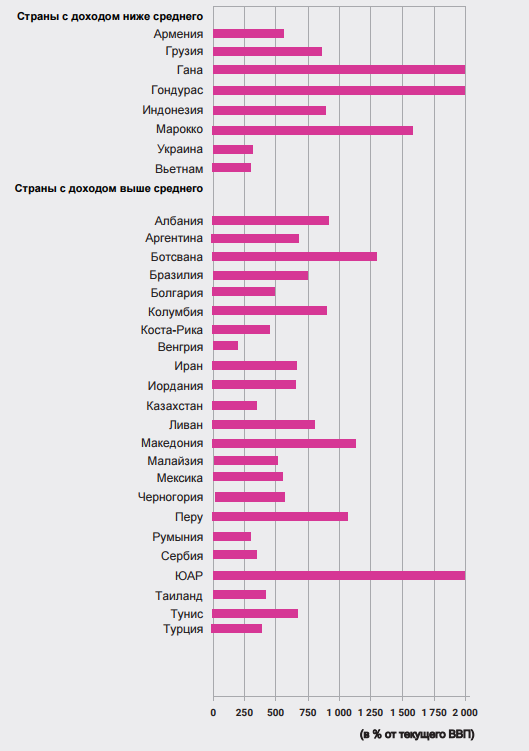 Страны с доходом ниже среднего
Армения
Грузия
Гана
Гондурас
Индонезия
Марокко
Украина
Вьетнам
Страны с доходом выше среднего
Албания
Аргентина
Ботсвана
Бразилия
Болгария
Колумбия
Коста-Рика
Венгрия
Иран
Иордания
Казахстан
Ливан
Македония
Малайзия
Мексика
Черногория
Перу
Румыния
Сербия
ЮАР
Таиланд
Тунис
Турция
0 250 500 750 1 000 1 250 1 500 1 750 2 000
(в % от текущего ВВП)